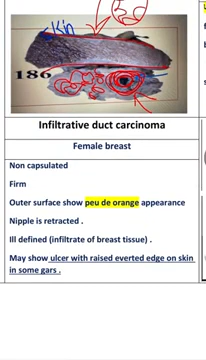 skin
186
Infiltrative duct carcinoma
Female breast
Non capsulated
Firm
Outer surface show peu de orange appearance
Nipple is retracted .
Ill defined (infiltrate of breast tissue) .
May show ulcer with raised everted edge on skin
in some gars.